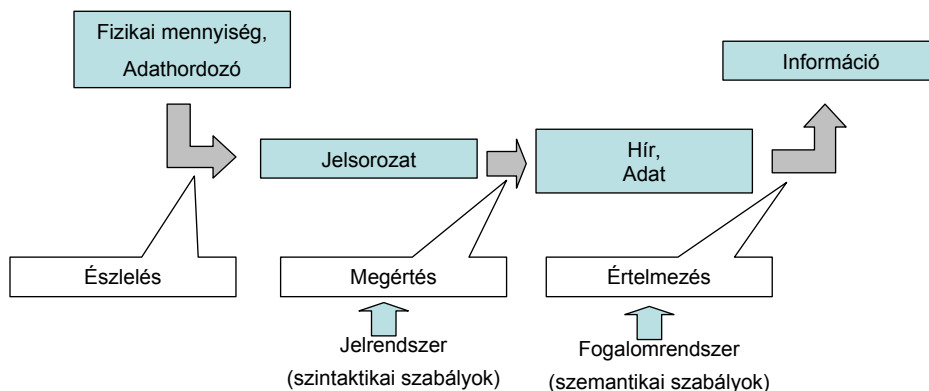 Fizikai mennyiség,
Adathordozó
Információ
Jelsorozat
Hír,
Adat
Észlelés
Megértés
Értelmezés
Jelrendszer
(szintaktikai szabályok)
Fogalomrendszer
(szemantikai szabályok)